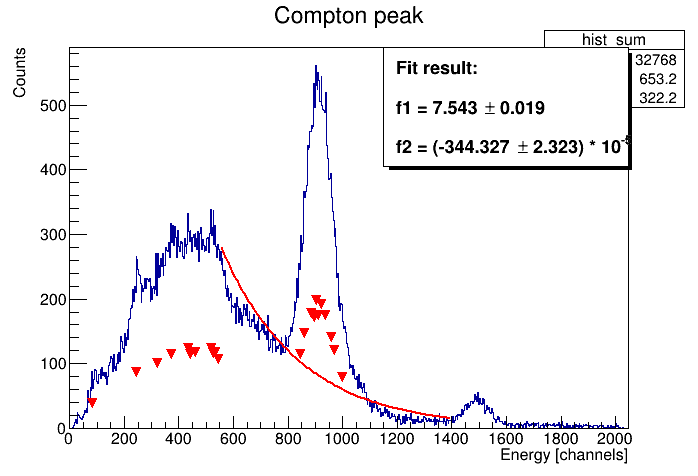 Compton peak
hist_sum
32768
653.2
322.2
Fit result:
f1 = 7.543 ± 0.019
f2 = (-344.327 ± 2.323) * 10
Counts
500
400
300
200
100
0
0 200 400 600 800 1000 1200 1400 1600 1800 2000
Energy [channels]